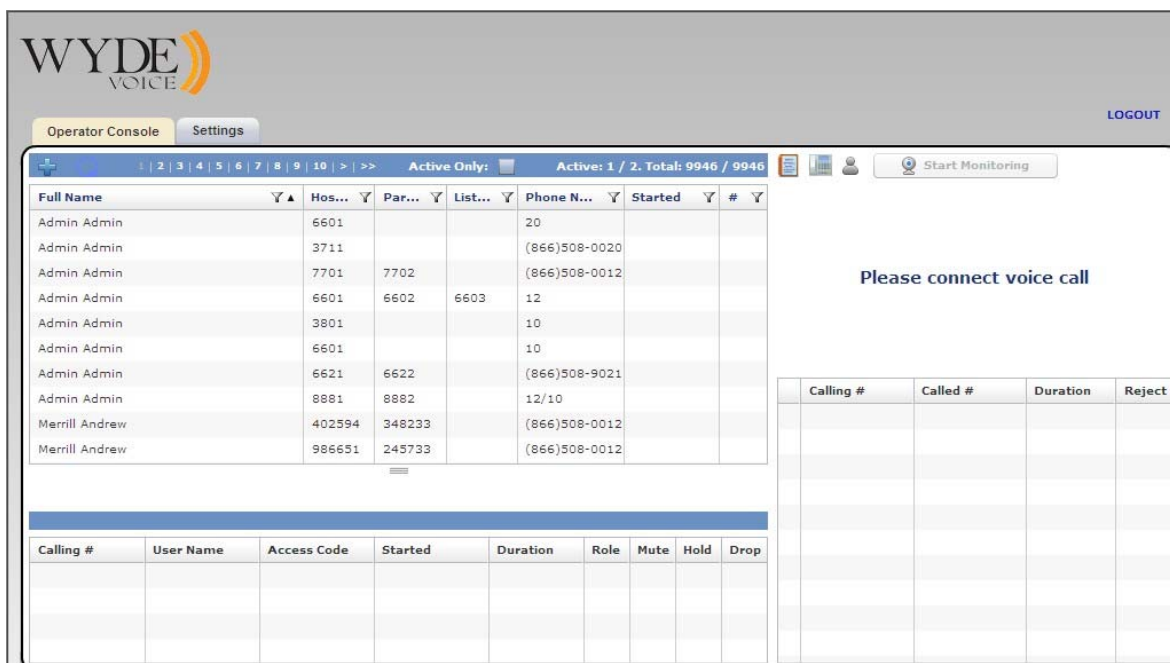 WYDE
VOICE
LOGOUT
Operator Console Settings
1 | 2 | 3 | 4 | 5 | 6 | 7 | 8 | 9 | 10 | > | >> Active Only: Active: 1 / 2. Total: 9946 / 9946 Start Monitoring
Full Name Hos... Par... List... Phone N... Started #
Admin Admin 6601 20
Admin Admin 3711 (866)508-0020
Admin Admin 7701 7702 (866)508-0012
Please connect voice call
Admin Admin 6601 6602 6603 12
Admin Admin 3801 10
Admin Admin 6601 10
Admin Admin 6621 6622 (866)508-9021
Admin Admin 8881 8882 12/10
Calling # Called # Duration Reject
Merrill Andrew 402594 348233 (866)508-0012
Merrill Andrew 986651 245733 (866)508-0012
Calling # User Name Access Code Started Duration Role Mute Hold Drop